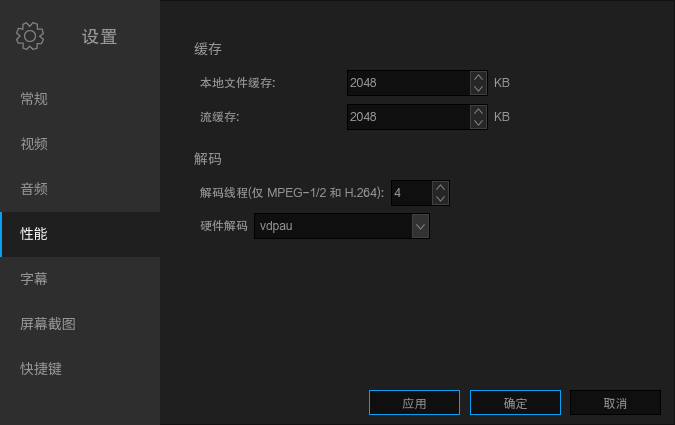 设置
常规
视频
音频
性能
字幕
屏幕截图
快捷键
缓存
本地文件缓存: 2048 KB
流缓存: 2048 KB
解码
解码线程(仅 MPEG-1/2 和 H.264): 4
硬件解码 vdpau
应用 确定 取消